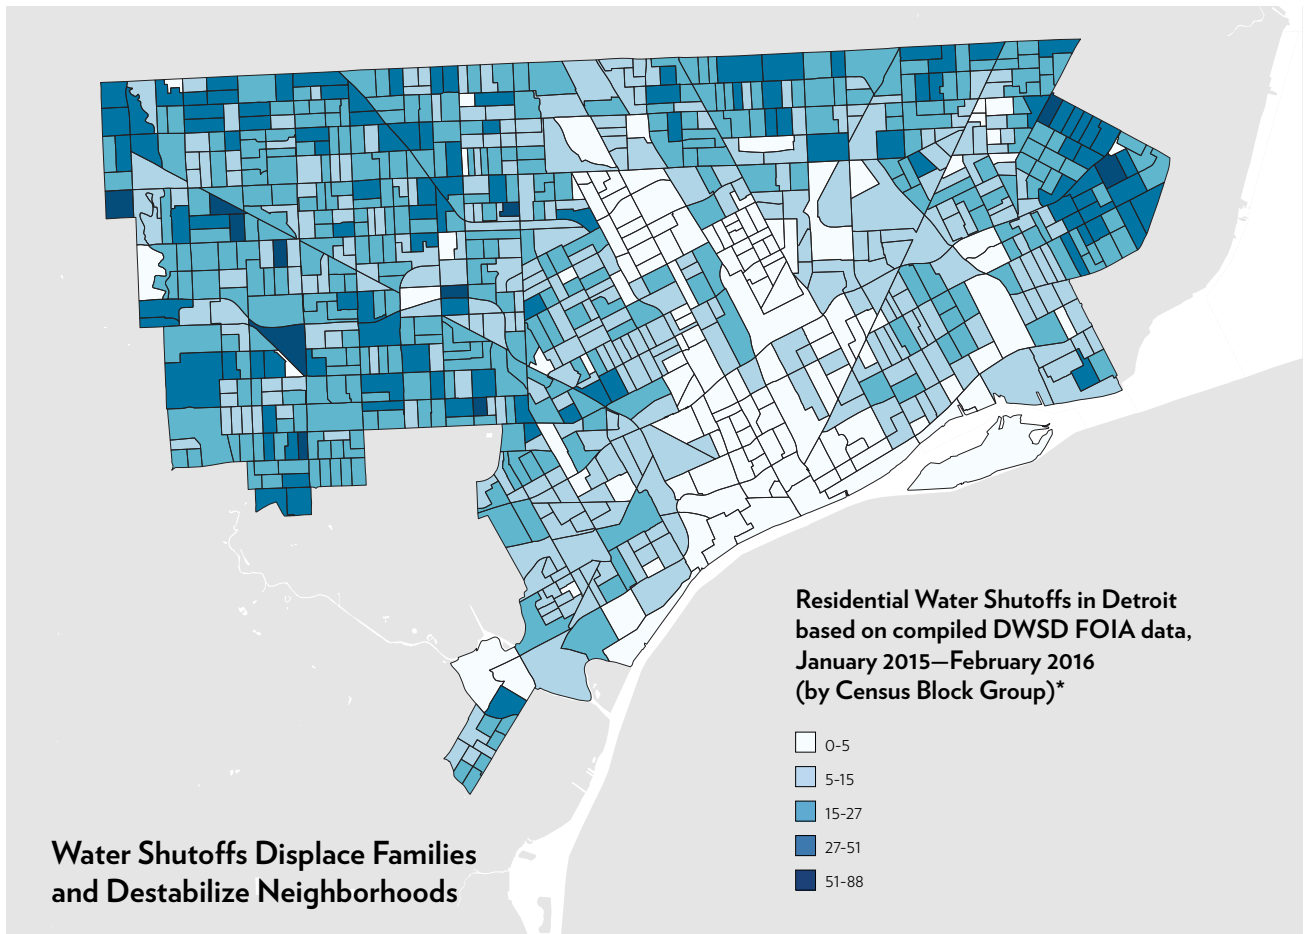 Residential Water Shutoffs in Detroit
based on compiled DWSD FOIA data,
January 2015—February 2016
(by Census Block Group)*
0-5
5-15
15-27
27-51
51-88
Water Shutoffs Displace Families
and Destabilize Neighborhoods